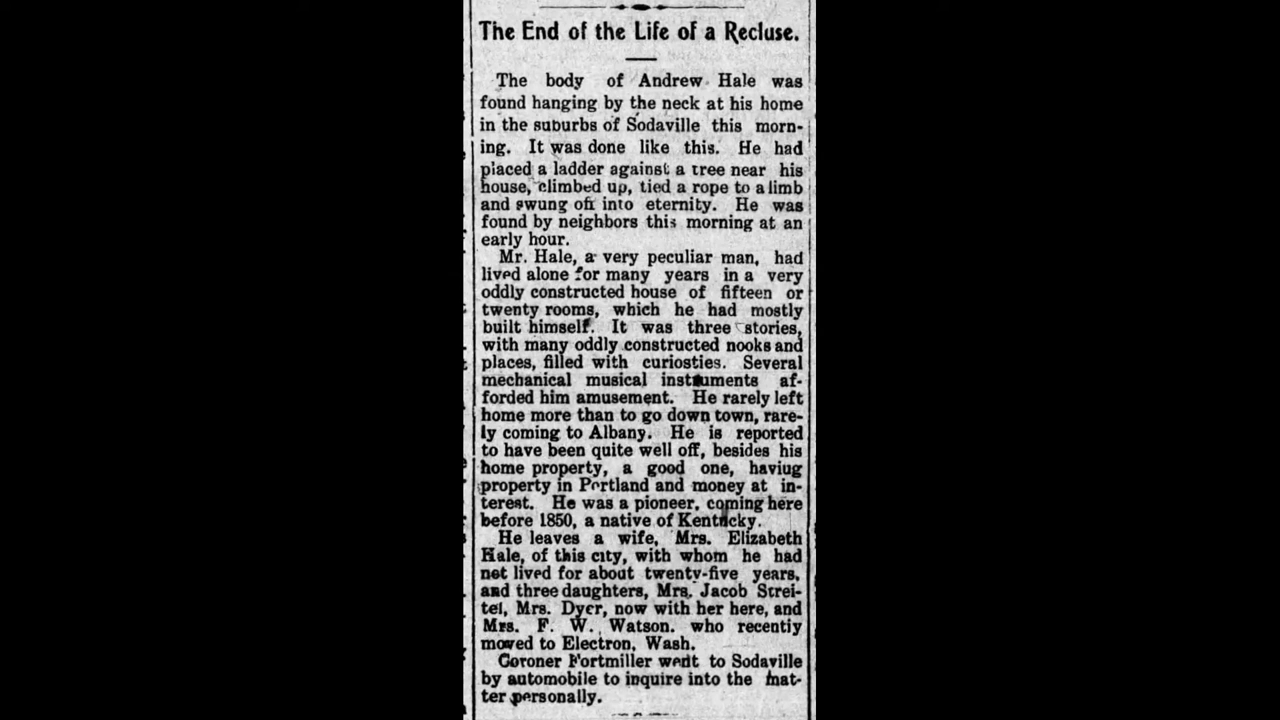 The End of the Life of a Recluse.
The body of Andrew Hale was
found hanging by the neck at his home
in the suburbs of Sodaville this morn-
ing. It was done like this. He had
placed a ladder against a tree near his
house, climbed up, tied a rope to a limb
and swung off into eternity. He was
found by neighbors this morning at an
early hour.
Mr. Hale, a very peculiar man, had
lived alone for many years in a very
oddly constructed house of fifteen or
twenty rooms, which he had mostly
built himself. It was three stories,
with many oddly constructed nooks and
places, filled with curiosties. Several
mechanical musical instruments af-
forded him amusement. He rarely left
home more than to go down town, rare-
ly coming to Albany. He is reported
to have been quite well off, besides his
home property, a good one, haviug
property in Portland and money at in-
terest. He was a pioneer, coming here
before 1850, a native of Kentucky.
He leaves a wife, Mrs. Elizabeth
Hale, of this city, with whom he had
not lived for about twenty-five years,
and three daughters, Mrs. Jacob Strei-
tel, Mrs. Dyer, now with her here, and
Mrs. F. W. Watson. who recently
moved to Electron, Wash.
Coroner Fortmiller went to Sodaville
by automobile to inquire into the mat-
ter personally.